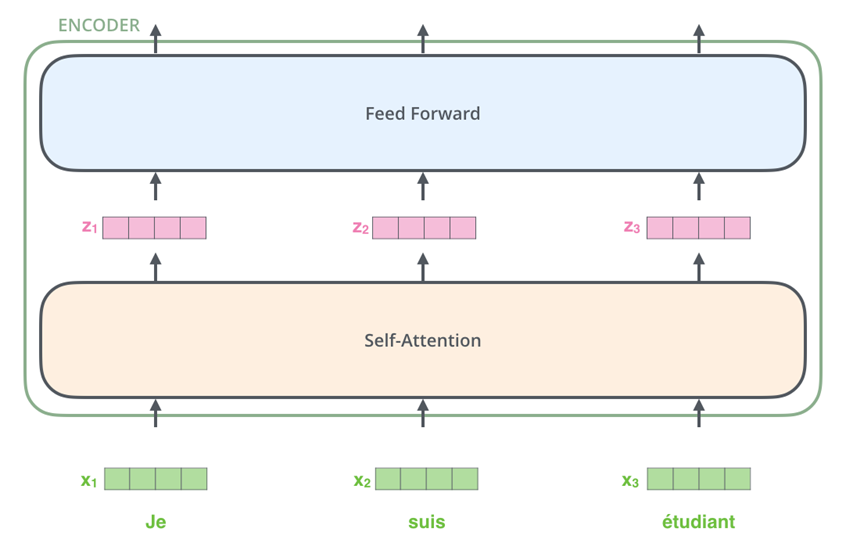 ENCODER
Feed Forward
z₁ z₂ z₃
Self-Attention
x₁ x₂ x₃
Je suis étudiant